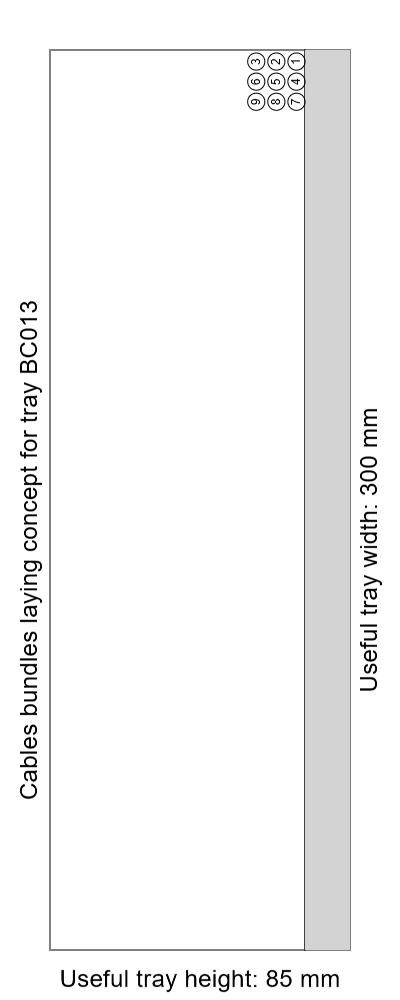 Cables bundles laying concept for tray BC013
3 2 1
6 5 4
9 8 7
Useful tray width: 300 mm
Useful tray height: 85 mm